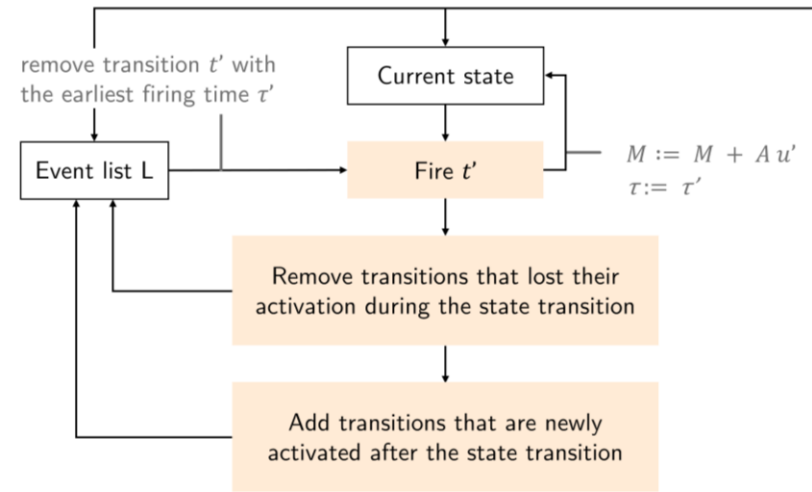 remove transition t′ with
the earliest firing time τ′
Current state
Event list L
Fire t′
M := M + A u′
τ:= τ′
Remove transitions that lost their
activation during the state transition
Add transitions that are newly
activated after the state transition